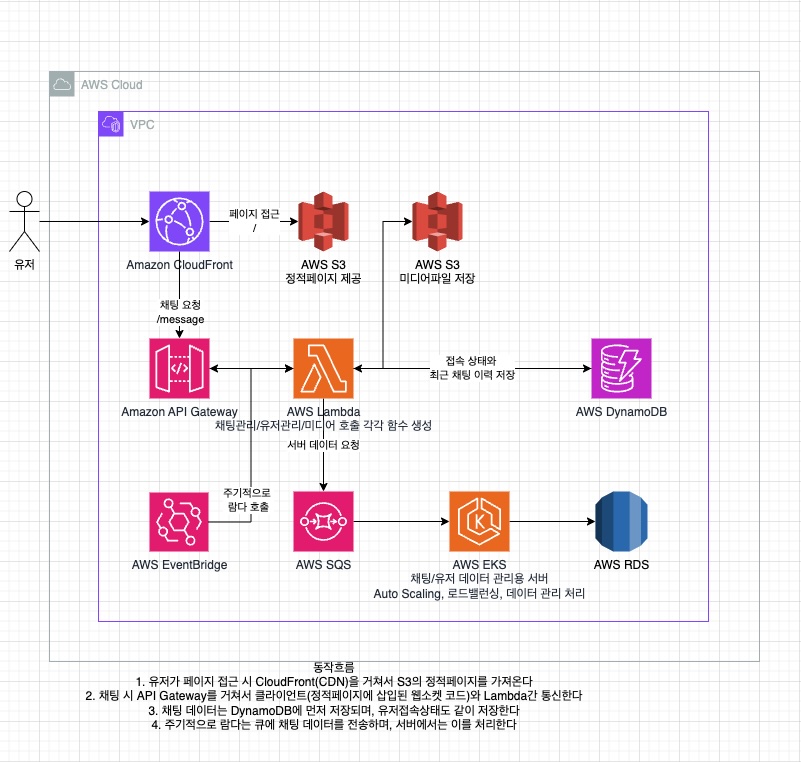 AWS Cloud
VPC
유저
Amazon CloudFront
페이지 접근
/
AWS S3
정적페이지 제공
AWS S3
미디어파일 저장
채팅 요청
/message
Amazon API Gateway
AWS Lambda
채팅관리/유저관리/미디어 호출 각각 함수 생성
접속 상태와
최근 채팅 이력 저장
AWS DynamoDB
서버 데이터 요청
주기적으로
람다 호출
AWS EventBridge
AWS SQS
AWS EKS
채팅/유저 데이터 관리용 서버
Auto Scaling, 로드밸런싱, 데이터 관리 처리
AWS RDS
동작흐름
1. 유저가 페이지 접근 시 CloudFront(CDN)을 거쳐서 S3의 정적페이지를 가져온다
2. 채팅 시 API Gateway를 거쳐서 클라이언트(정적페이지에 삽입된 웹소켓 코드)와 Lambda간 통신한다
3. 채팅 데이터는 DynamoDB에 먼저 저장되며, 유저접속상태도 같이 저장한다
4. 주기적으로 람다는 큐에 채팅 데이터를 전송하며, 서버에서는 이를 처리한다